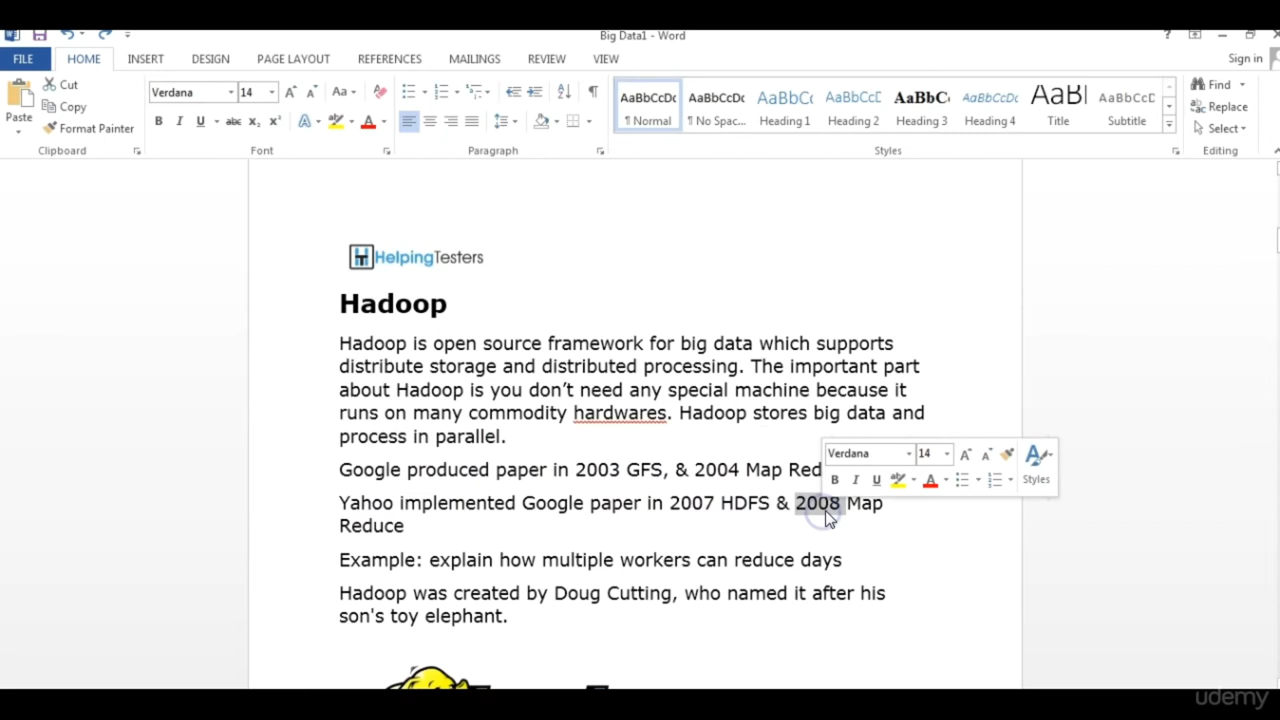 Big Data1 - Word
?
FILE HOME INSERT DESIGN PAGE LAYOUT REFERENCES MAILINGS REVIEW VIEW Sign in
Paste
Cut
Copy
Format Painter
Clipboard
Verdana 14 Aa
B I U abc X₂ X² A A
Font
Paragraph
AaBbCcDc AaBbCcDc AaBbC( AaBbCcD AaBbC( AaBbCcDc AaBl AaBbCcD
¶ Normal ¶ No Spac... Heading 1 Heading 2 Heading 3 Heading 4 Title Subtitle
Styles
Find
Replace
Select
Editing
HelpingTesters
Hadoop
Hadoop is open source framework for big data which supports
distribute storage and distributed processing. The important part
about Hadoop is you don’t need any special machine because it
runs on many commodity hardwares. Hadoop stores big data and
process in parallel.
Google produced paper in 2003 GFS, & 2004 Map Red
Verdana 14
B I U A Styles
Yahoo implemented Google paper in 2007 HDFS & 2008 Map
Reduce
Example: explain how multiple workers can reduce days
Hadoop was created by Doug Cutting, who named it after his
son's toy elephant.
udemy